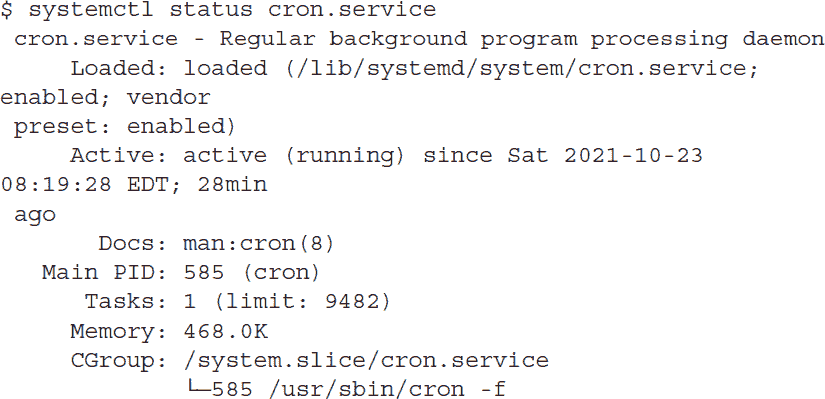 $ systemctl status cron.service
 cron.service - Regular background program processing daemon
     Loaded: loaded (/lib/systemd/system/cron.service;
enabled; vendor
 preset: enabled)
     Active: active (running) since Sat 2021-10-23
08:19:28 EDT; 28min
 ago
       Docs: man:cron(8)
   Main PID: 585 (cron)
      Tasks: 1 (limit: 9482)
     Memory: 468.0K
     CGroup: /system.slice/cron.service
             └─585 /usr/sbin/cron -f